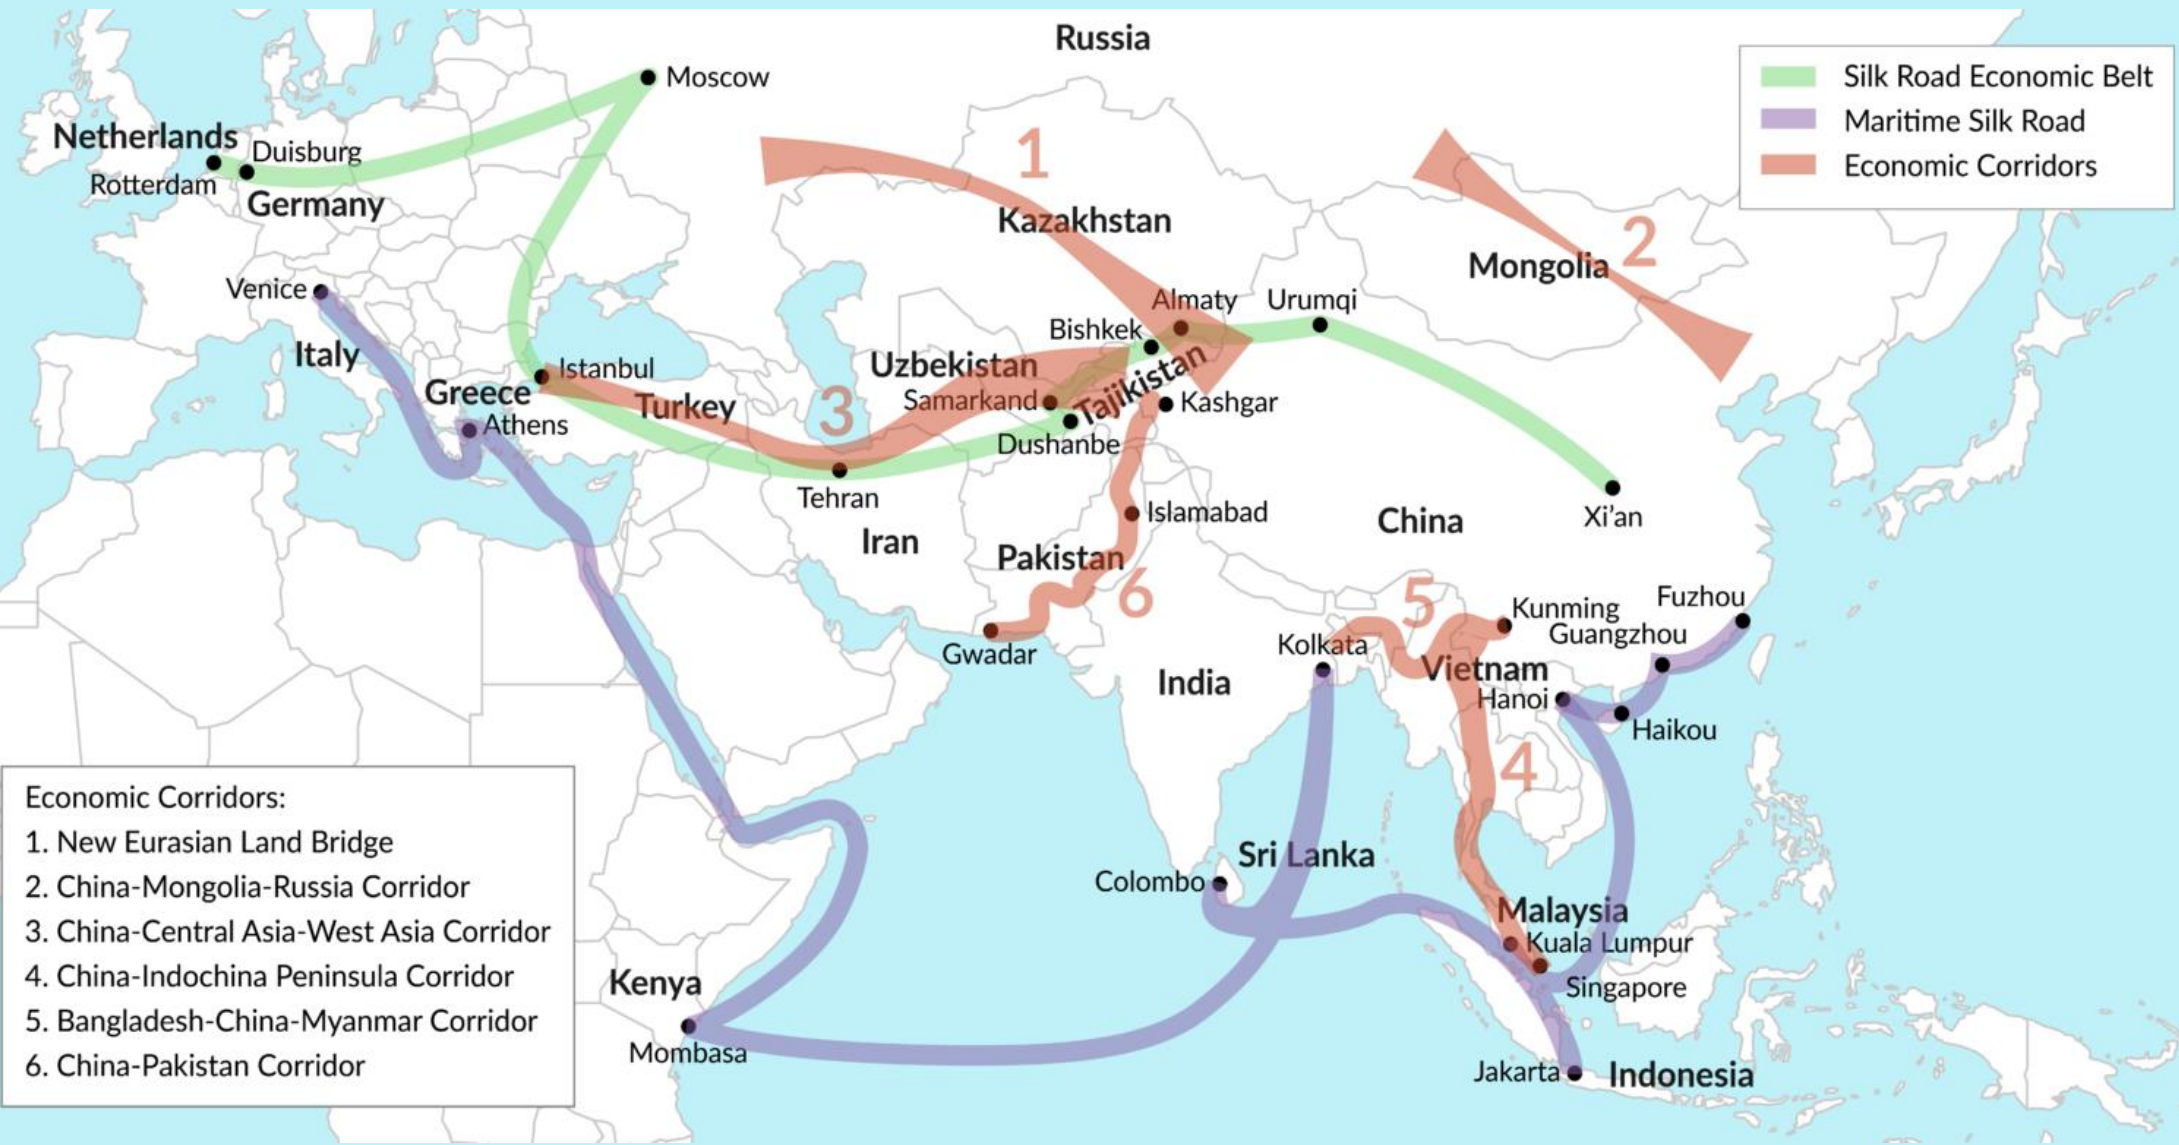 Russia
Moscow
Silk Road Economic Belt
Maritime Silk Road
Economic Corridors
Netherlands
Duisburg
Rotterdam
Germany
1
Kazakhstan
2
Mongolia
Venice
Almaty
Urumqi
Bishkek
Italy
Istanbul
Uzbekistan
Tajikistan
Greece
Turkey
3
Samarkand
Kashgar
Athens
Dushanbe
Tehran
Islamabad
China
Xi'an
Iran
Pakistan
6
5
Kunming
Fuzhou
Guangzhou
Gwadar
Kolkata
India
Vietnam
Hanoi
Haikou
4
Economic Corridors:
1. New Eurasian Land Bridge
2. China-Mongolia-Russia Corridor
3. China-Central Asia-West Asia Corridor
4. China-Indochina Peninsula Corridor
5. Bangladesh-China-Myanmar Corridor
6. China-Pakistan Corridor
Sri Lanka
Colombo
Malaysia
Kuala Lumpur
Kenya
Singapore
Mombasa
Jakarta
Indonesia